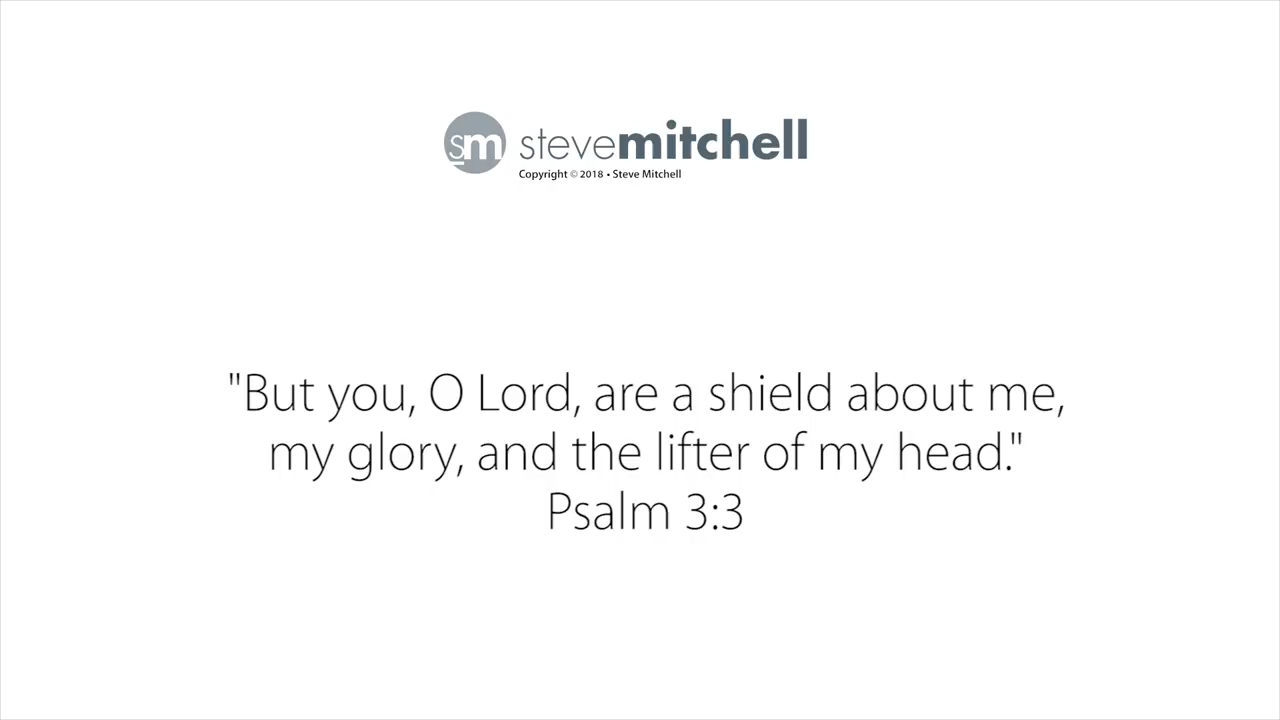 sm stevemitchell
Copyright © 2018 • Steve Mitchell
"But you, O Lord, are a shield about me,
my glory, and the lifter of my head."
Psalm 3:3